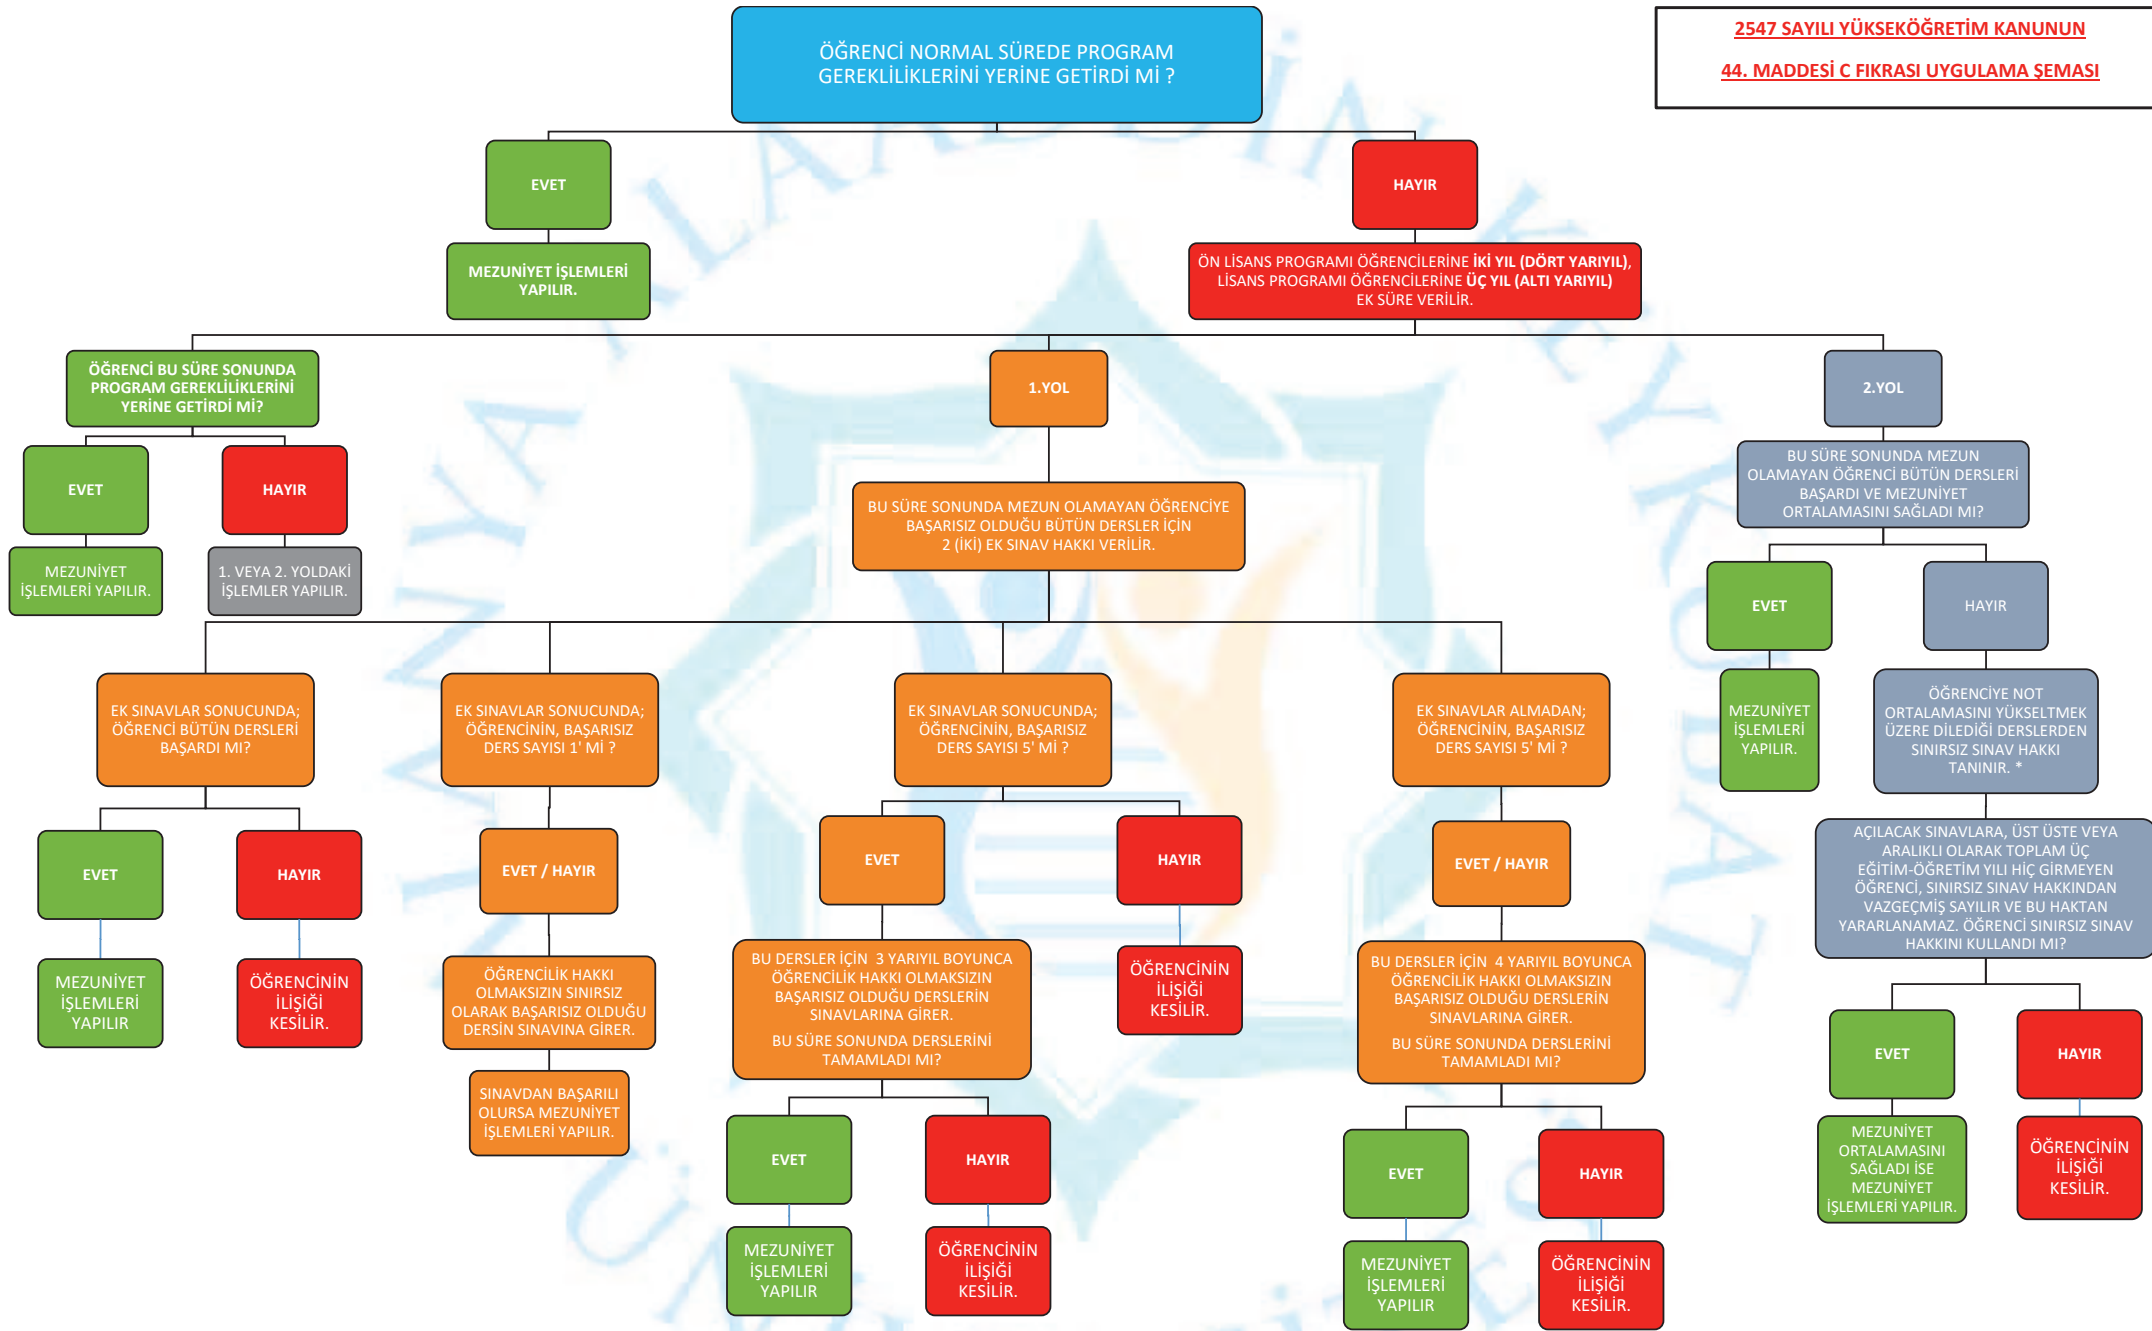 2547 SAYILI YÜKSEKÖĞRETİM KANUNUN
44. MADDESİ C FIKRASI UYGULAMA ŞEMASI
ÖĞRENCİ NORMAL SÜREDE PROGRAM
GEREKLİLİKLERİNİ YERİNE GETİRDİ Mİ ?
EVET
HAYIR
MEZUNİYET İŞLEMLERİ
YAPILIR.
ÖN LİSANS PROGRAMI ÖĞRENCİLERİNE İKİ YIL (DÖRT YARIYIL),
LİSANS PROGRAMI ÖĞRENCİLERİNE ÜÇ YIL (ALTI YARIYIL)
EK SÜRE VERİLİR.
ÖĞRENCİ BU SÜRE SONUNDA
PROGRAM GEREKLİLİKLERİNİ
YERİNE GETİRDİ Mİ?
EVET
HAYIR
MEZUNİYET
İŞLEMLERİ YAPILIR.
1. VEYA 2. YOLDAKİ
İŞLEMLER YAPILIR.
1.YOL
BU SÜRE SONUNDA MEZUN OLAMAYAN ÖĞRENCİYE
BAŞARISIZ OLDUĞU BÜTÜN DERSLER İÇİN
2 (İKİ) EK SINAV HAKKI VERİLİR.
EK SINAVLAR SONUCUNDA;
ÖĞRENCİ BÜTÜN DERSLERİ
BAŞARDI MI?
EVET
HAYIR
MEZUNİYET
İŞLEMLERİ
YAPILIR
ÖĞRENCİNİN
İLİŞİĞİ
KESİLİR.
EK SINAVLAR SONUCUNDA;
ÖĞRENCİNİN, BAŞARISIZ
DERS SAYISI 1' Mİ ?
EVET / HAYIR
ÖĞRENCİLİK HAKKI
OLMAKSIZIN SINIRSIZ
OLARAK BAŞARISIZ OLDUĞU
DERSİN SINAVINA GİRER.
SINAVDAN BAŞARILI
OLURSA MEZUNİYET
İŞLEMLERİ YAPILIR.
EK SINAVLAR SONUCUNDA;
ÖĞRENCİNİN, BAŞARISIZ
DERS SAYISI 5' Mİ ?
EVET
HAYIR
BU DERSLER İÇİN 3 YARIYIL BOYUNCA
ÖĞRENCİLİK HAKKI OLMAKSIZIN
BAŞARISIZ OLDUĞU DERSLERİN
SINAVLARINA GİRER.
BU SÜRE SONUNDA DERSLERİNİ
TAMAMLADI MI?
ÖĞRENCİNİN
İLİŞİĞİ
KESİLİR.
EVET
HAYIR
MEZUNİYET
İŞLEMLERİ
YAPILIR
ÖĞRENCİNİN
İLİŞİĞİ
KESİLİR.
EK SINAVLAR ALMADAN;
ÖĞRENCİNİN, BAŞARISIZ
DERS SAYISI 5' Mİ ?
EVET / HAYIR
BU DERSLER İÇİN 4 YARIYIL BOYUNCA
ÖĞRENCİLİK HAKKI OLMAKSIZIN
BAŞARISIZ OLDUĞU DERSLERİN
SINAVLARINA GİRER.
BU SÜRE SONUNDA DERSLERİNİ
TAMAMLADI MI?
EVET
HAYIR
MEZUNİYET
İŞLEMLERİ
YAPILIR
ÖĞRENCİNİN
İLİŞİĞİ
KESİLİR.
2.YOL
BU SÜRE SONUNDA MEZUN
OLAMAYAN ÖĞRENCİ BÜTÜN DERSLERİ
BAŞARDI VE MEZUNİYET
ORTALAMASINI SAĞLADI MI?
EVET
HAYIR
MEZUNİYET
İŞLEMLERİ
YAPILIR.
ÖĞRENCİYE NOT
ORTALAMASINI YÜKSELTMEK
ÜZERE DİLEDİĞİ DERSLERDEN
SINIRSIZ SINAV HAKKI
TANINIR. *
AÇILACAK SINAVLARA, ÜST ÜSTE VEYA
ARALIKLI OLARAK TOPLAM ÜÇ
EĞİTİM-ÖĞRETİM YILI HİÇ GİRMEYEN
ÖĞRENCİ, SINIRSIZ SINAV HAKKINDAN
VAZGEÇMİŞ SAYILIR VE BU HAKTAN
YARARLANAMAZ. ÖĞRENCİ SINIRSIZ SINAV
HAKKINI KULLANDI MI?
EVET
HAYIR
MEZUNİYET
ORTALAMASINI
SAĞLADI İSE
MEZUNİYET
İŞLEMLERİ YAPILIR.
ÖĞRENCİNİN
İLİŞİĞİ
KESİLİR.